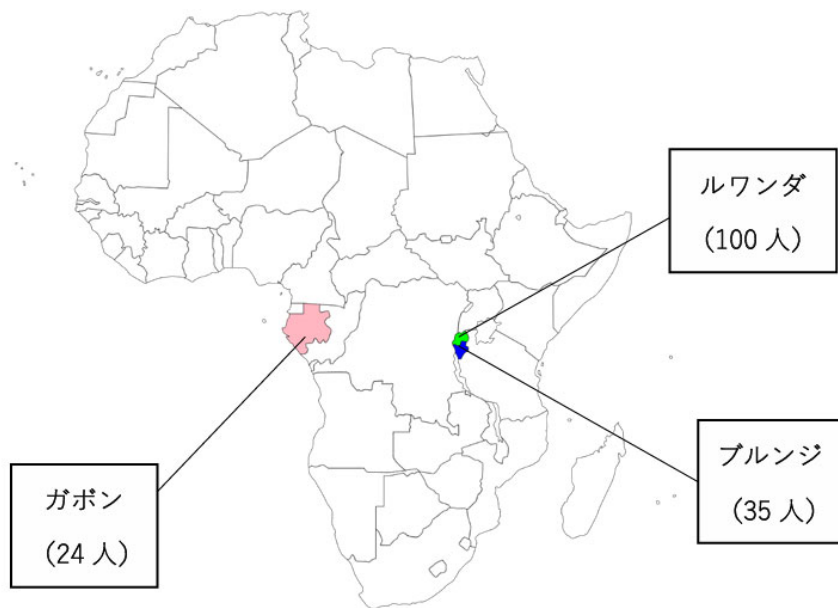 ルワンダ
(100 人)
ブルンジ
(35 人)
ガボン
(24 人)